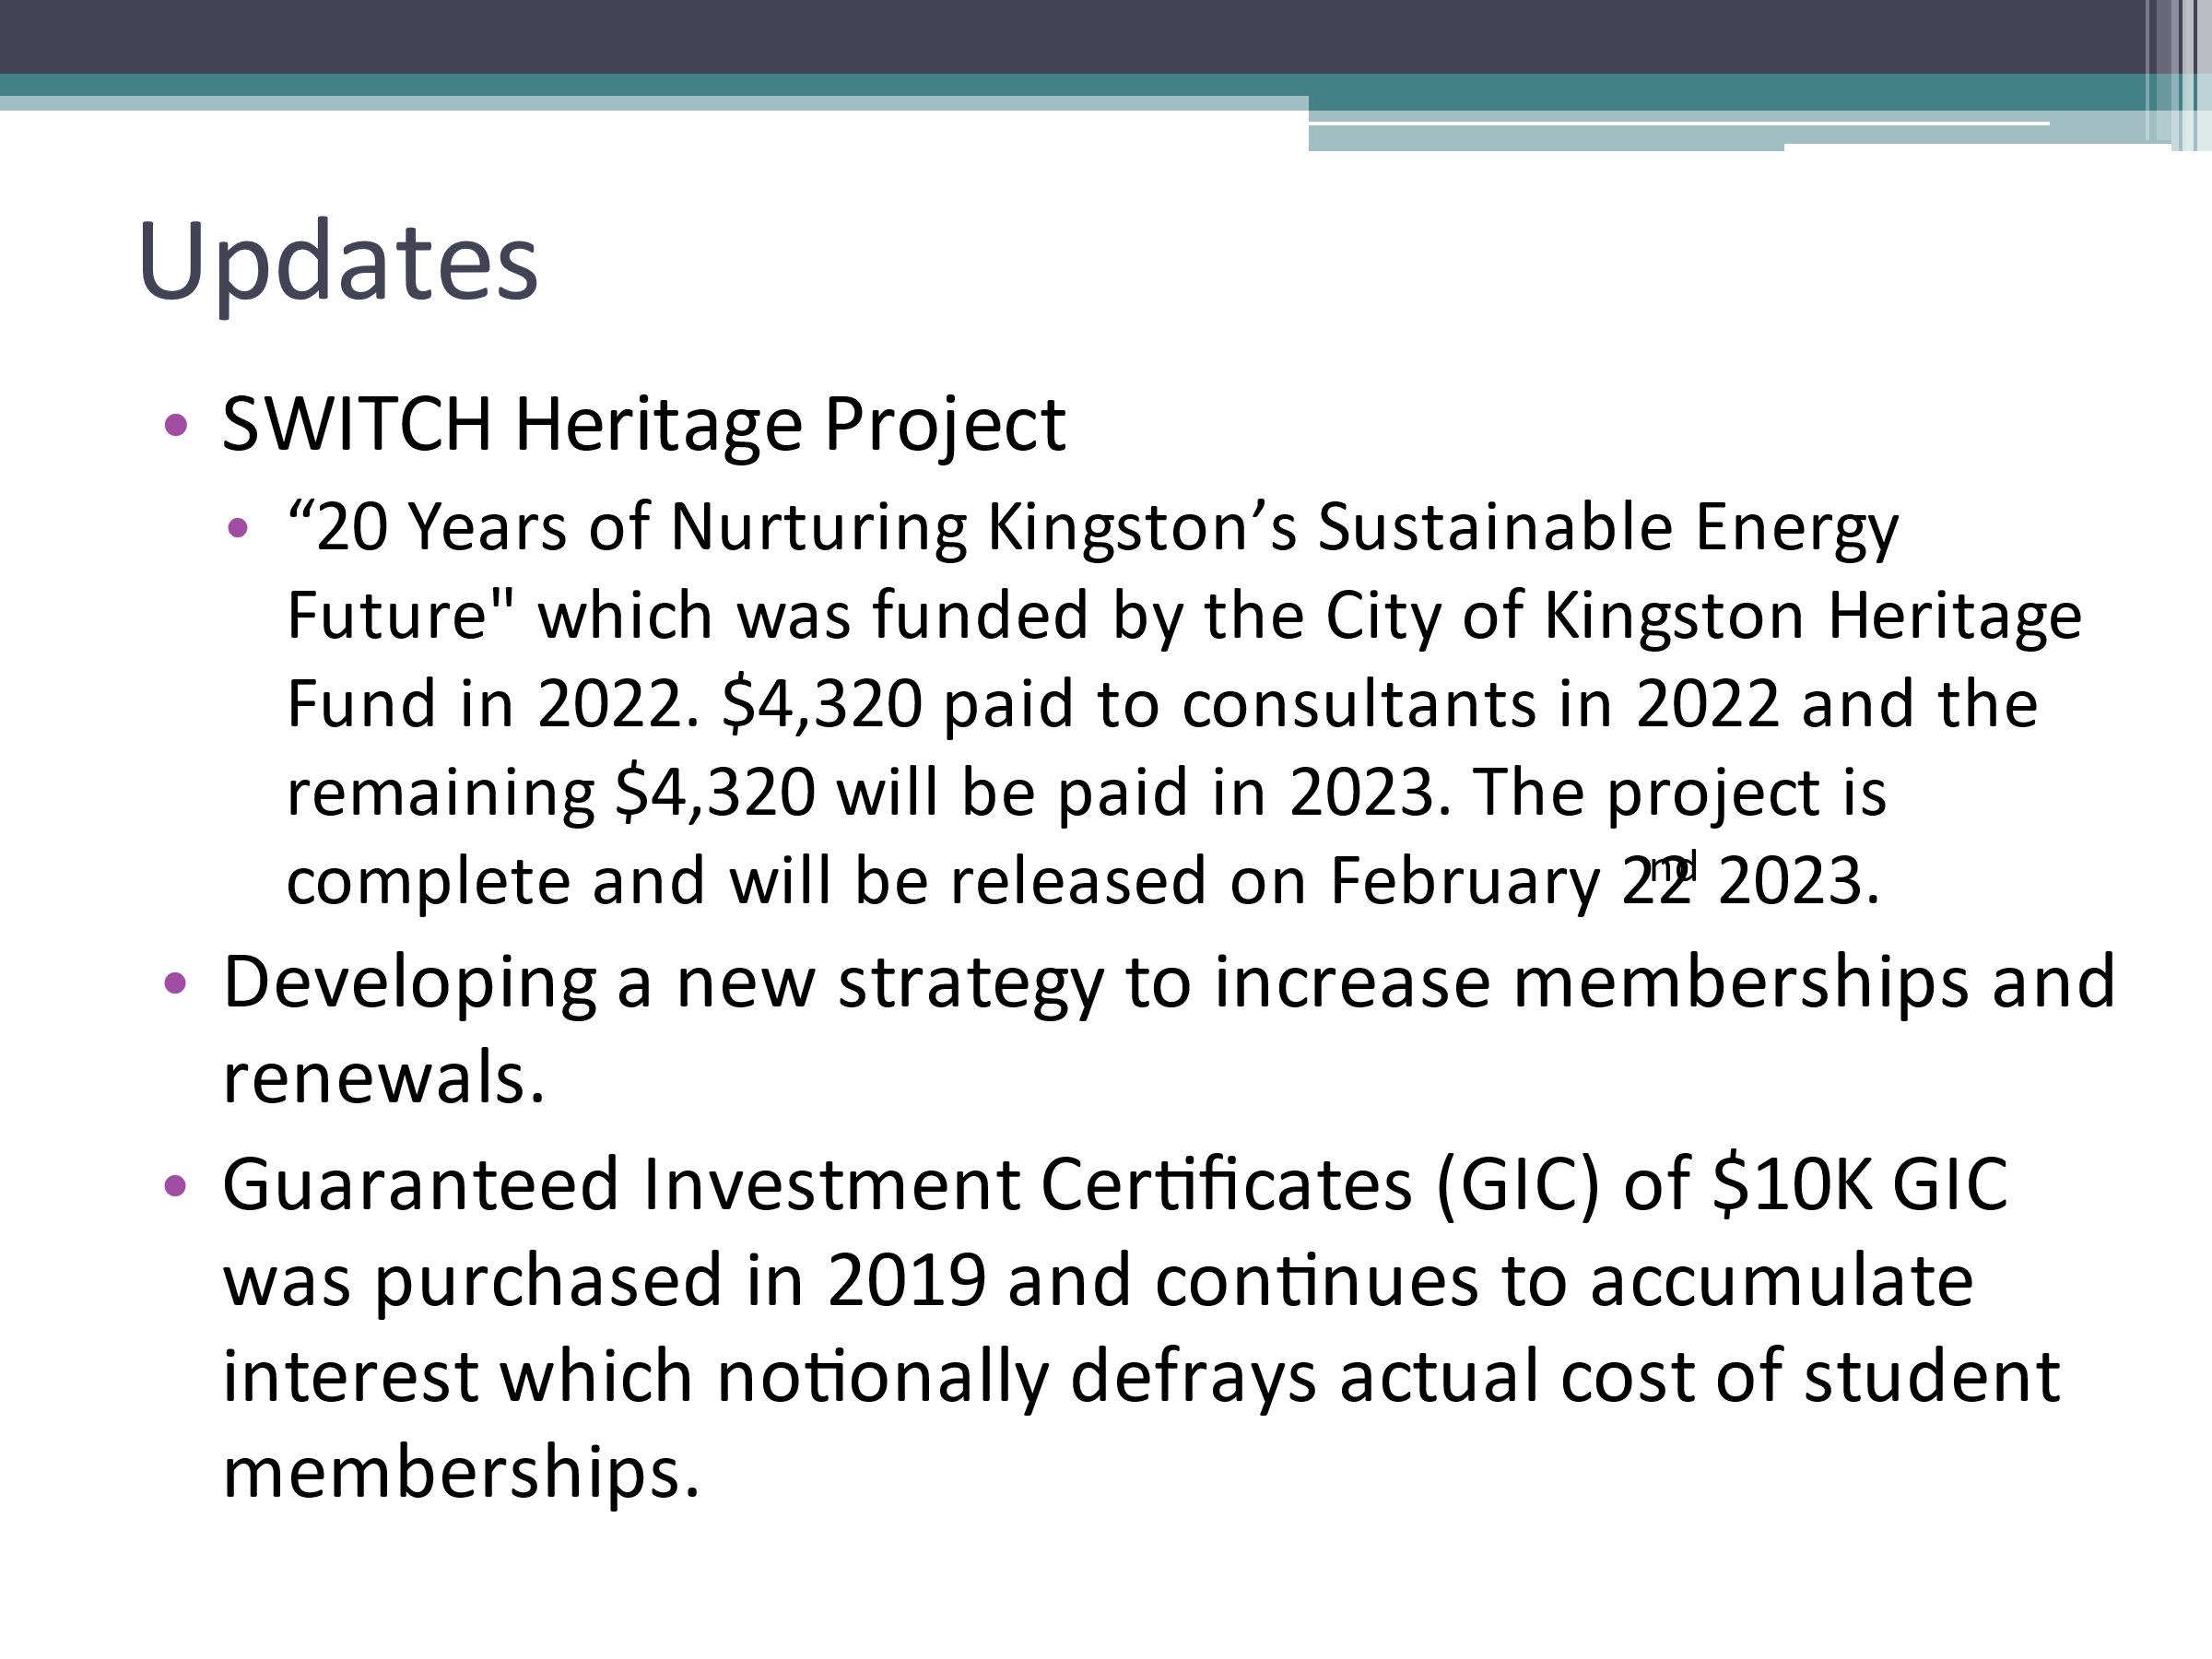 Updates
• SWITCH Heritage Project
• “20 Years of Nurturing Kingston’s Sustainable Energy
Future" which was funded by the City of Kingston Heritage
Fund in 2022. $4,320 paid to consultants in 2022 and the
remaining $4,320 will be paid in 2023. The project is
complete and will be released on February 22nd 2023.
• Developing a new strategy to increase memberships and
renewals.
• Guaranteed Investment Certificates (GIC) of $10K GIC
was purchased in 2019 and continues to accumulate
interest which notionally defrays actual cost of student
memberships.